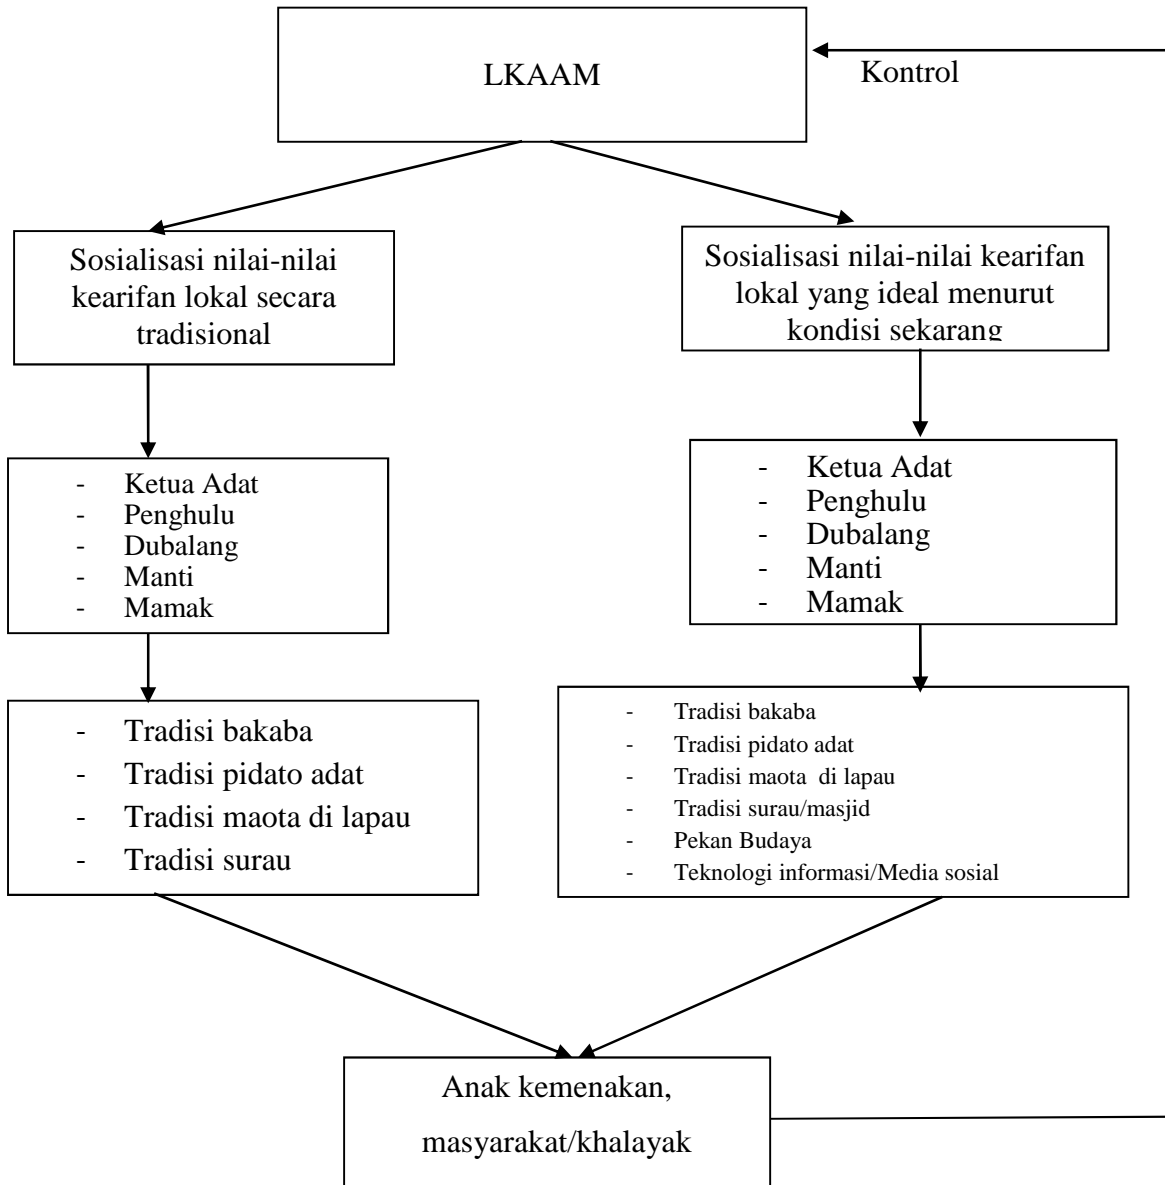 LKAAM
Kontrol
Sosialisasi nilai-nilai
kearifan lokal secara
tradisional
Sosialisasi nilai-nilai kearifan
lokal yang ideal menurut
kondisi sekarang
- Ketua Adat
- Penghulu
- Dubalang
- Manti
- Mamak
- Ketua Adat
- Penghulu
- Dubalang
- Manti
- Mamak
- Tradisi bakaba
- Tradisi pidato adat
- Tradisi maota di lapau
- Tradisi surau
- Tradisi bakaba
- Tradisi pidato adat
- Tradisi maota di lapau
- Tradisi surau/masjid
- Pekan Budaya
- Teknologi informasi/Media sosial
Anak kemenakan,
masyarakat/khalayak